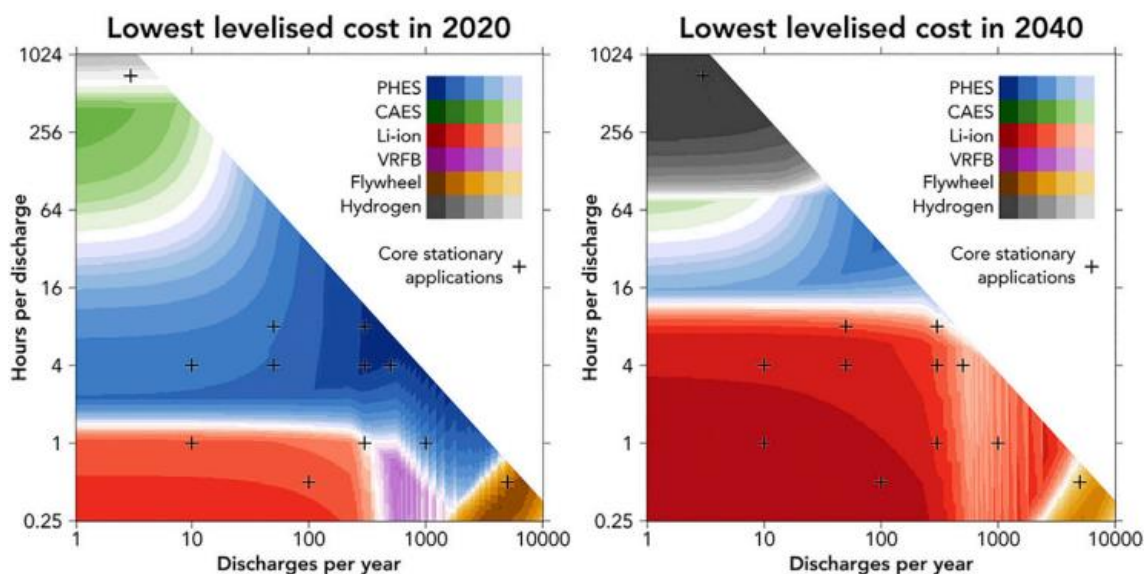 Lowest levelised cost in 2020
1024
256
64
16
4
1
0.25
Hours per discharge
1
10
100
1000
10000
Discharges per year
PHES
CAES
Li-ion
VRFB
Flywheel
Hydrogen
Core stationary
applications
Lowest levelised cost in 2040
1024
256
64
16
4
1
0.25
Hours per discharge
1
10
100
1000
10000
Discharges per year
PHES
CAES
Li-ion
VRFB
Flywheel
Hydrogen
Core stationary
applications